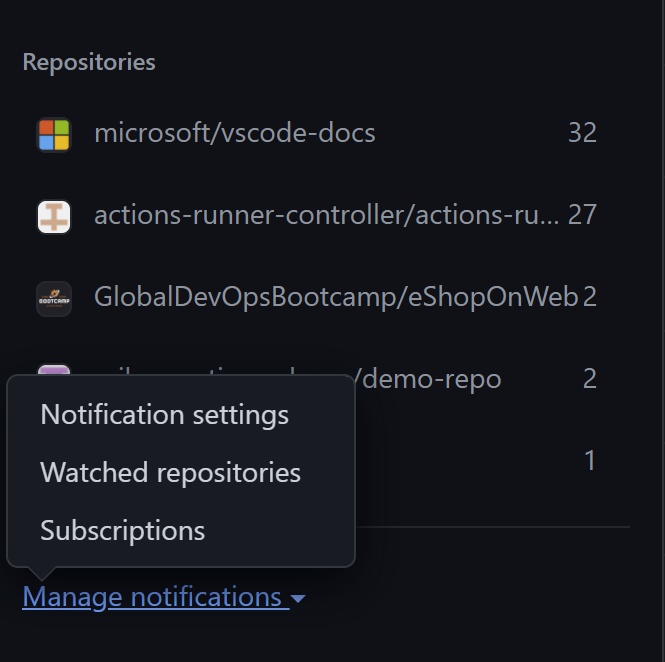 Repositories
microsoft/vscode-docs 32
actions-runner-controller/actions-ru... 27
BOOTCAMP
GlobalDevOpsBootcamp/eShopOnWeb 2
/demo-repo 2
1
Notification settings
Watched repositories
Subscriptions
Manage notifications